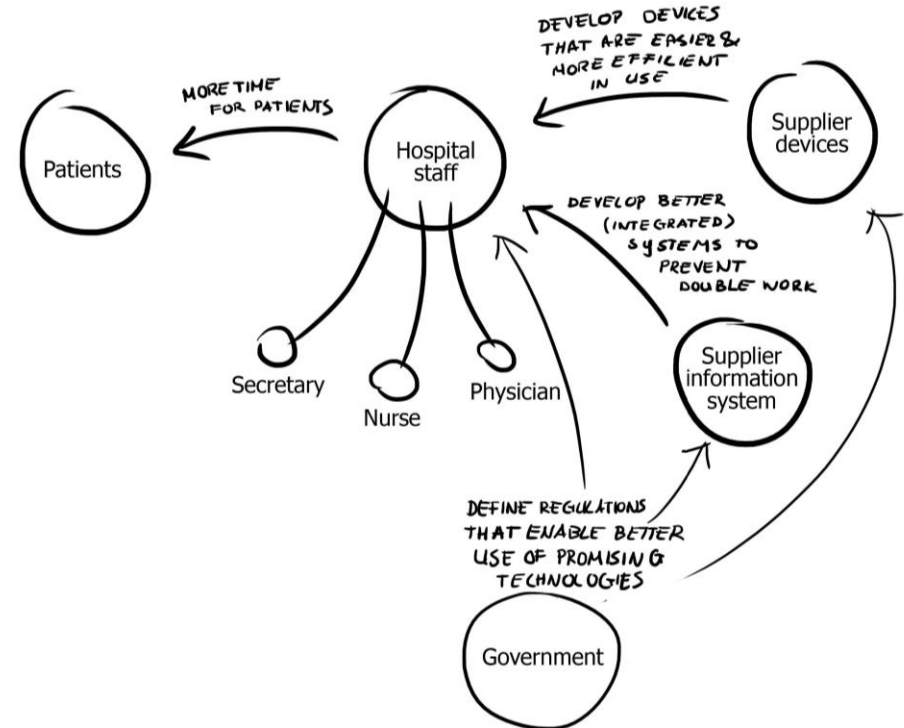 DEVELOP DEVICES
THAT ARE EASIER &
MORE EFFICIENT
IN USE
MORE TIME
FOR PATIENTS
Patients
Hospital
staff
Supplier
devices
DEVELOP BETTER
(INTEGRATED)
SYSTEMS TO
PREVENT
DOUBLE WORK
Secretary
Nurse
Physician
Supplier
information
system
DEFINE REGULATIONS
THAT ENABLE BETTER
USE OF PROMISING
TECHNOLOGIES
Government